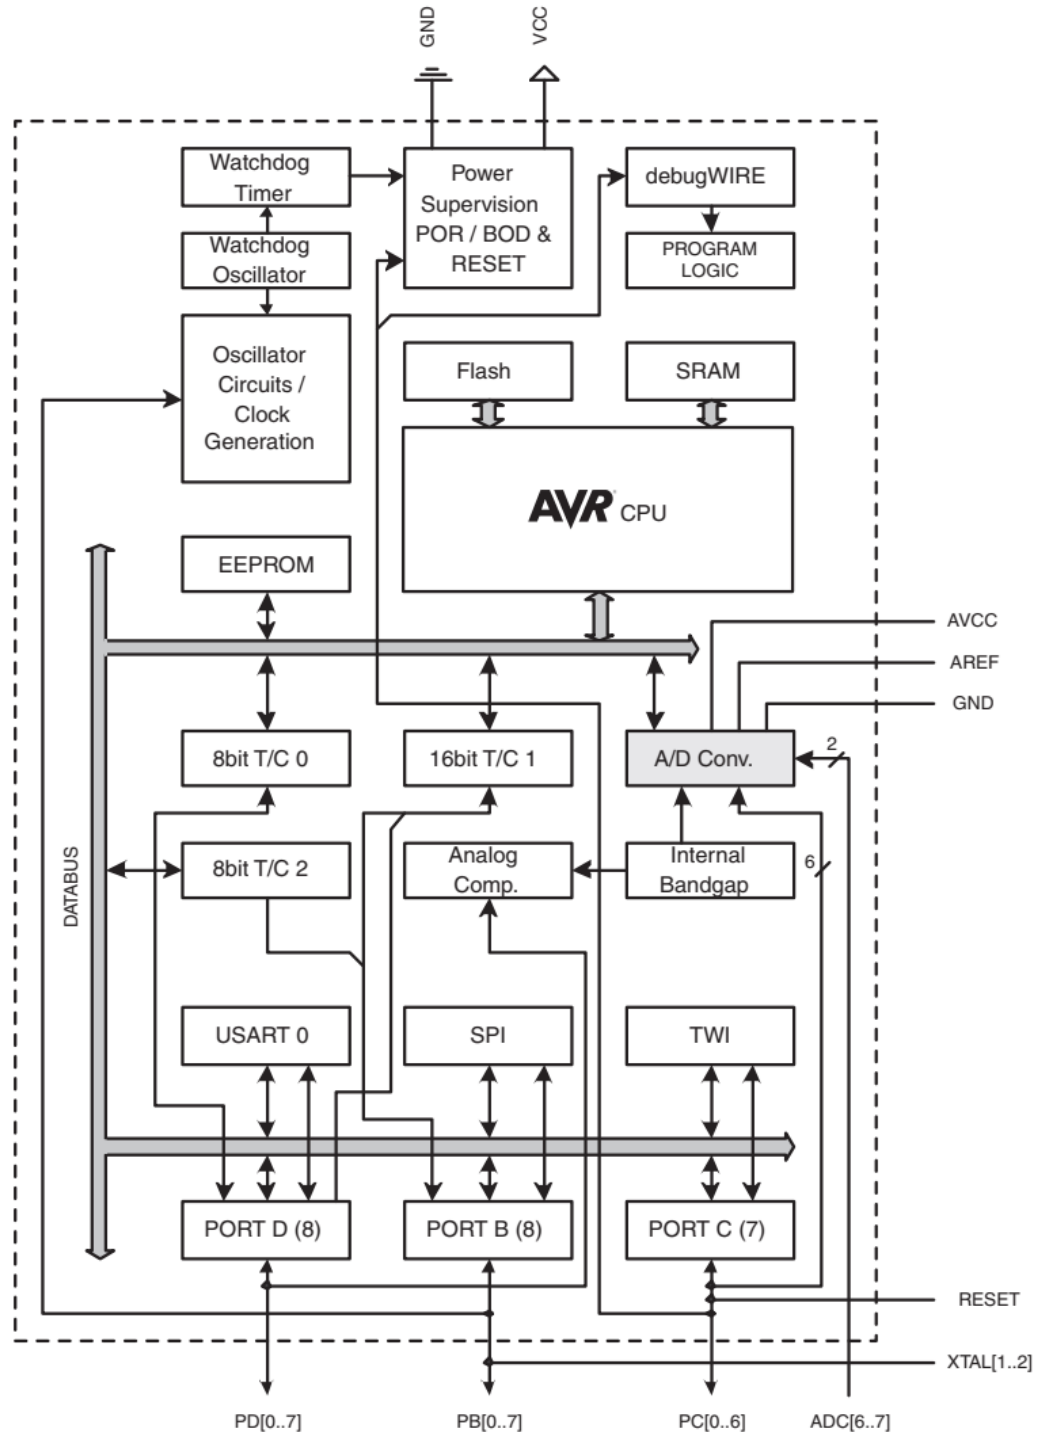 GND
VCC
Watchdog
Timer
Power
Supervision
POR / BOD &
RESET
debugWIRE
Watchdog
Oscillator
PROGRAM
LOGIC
Oscillator
Circuits /
Clock
Generation
Flash
SRAM
AVR CPU
EEPROM
AVCC
AREF
GND
8bit T/C 0
16bit T/C 1
A/D Conv.
2
8bit T/C 2
Analog
Comp.
Internal
Bandgap
6
DATABUS
USART 0
SPI
TWI
PORT D (8)
PORT B (8)
PORT C (7)
RESET
XTAL[1..2]
PD[0..7]
PB[0..7]
PC[0..6]
ADC[6..7]